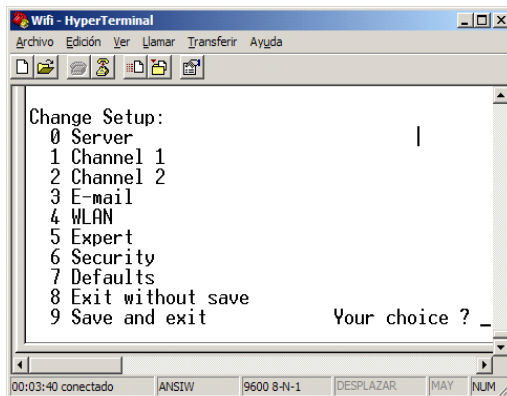 Wifi - HyperTerminal
Archivo Edición Ver Llamar Transferir Ayuda
Change Setup:
0 Server
1 Channel 1
2 Channel 2
3 E-mail
4 WLAN
5 Expert
6 Security
7 Defaults
8 Exit without save
9 Save and exit Your choice ? _
00:03:40 conectado ANSIW 9600 8-N-1 DESPLAZAR MAY NUM